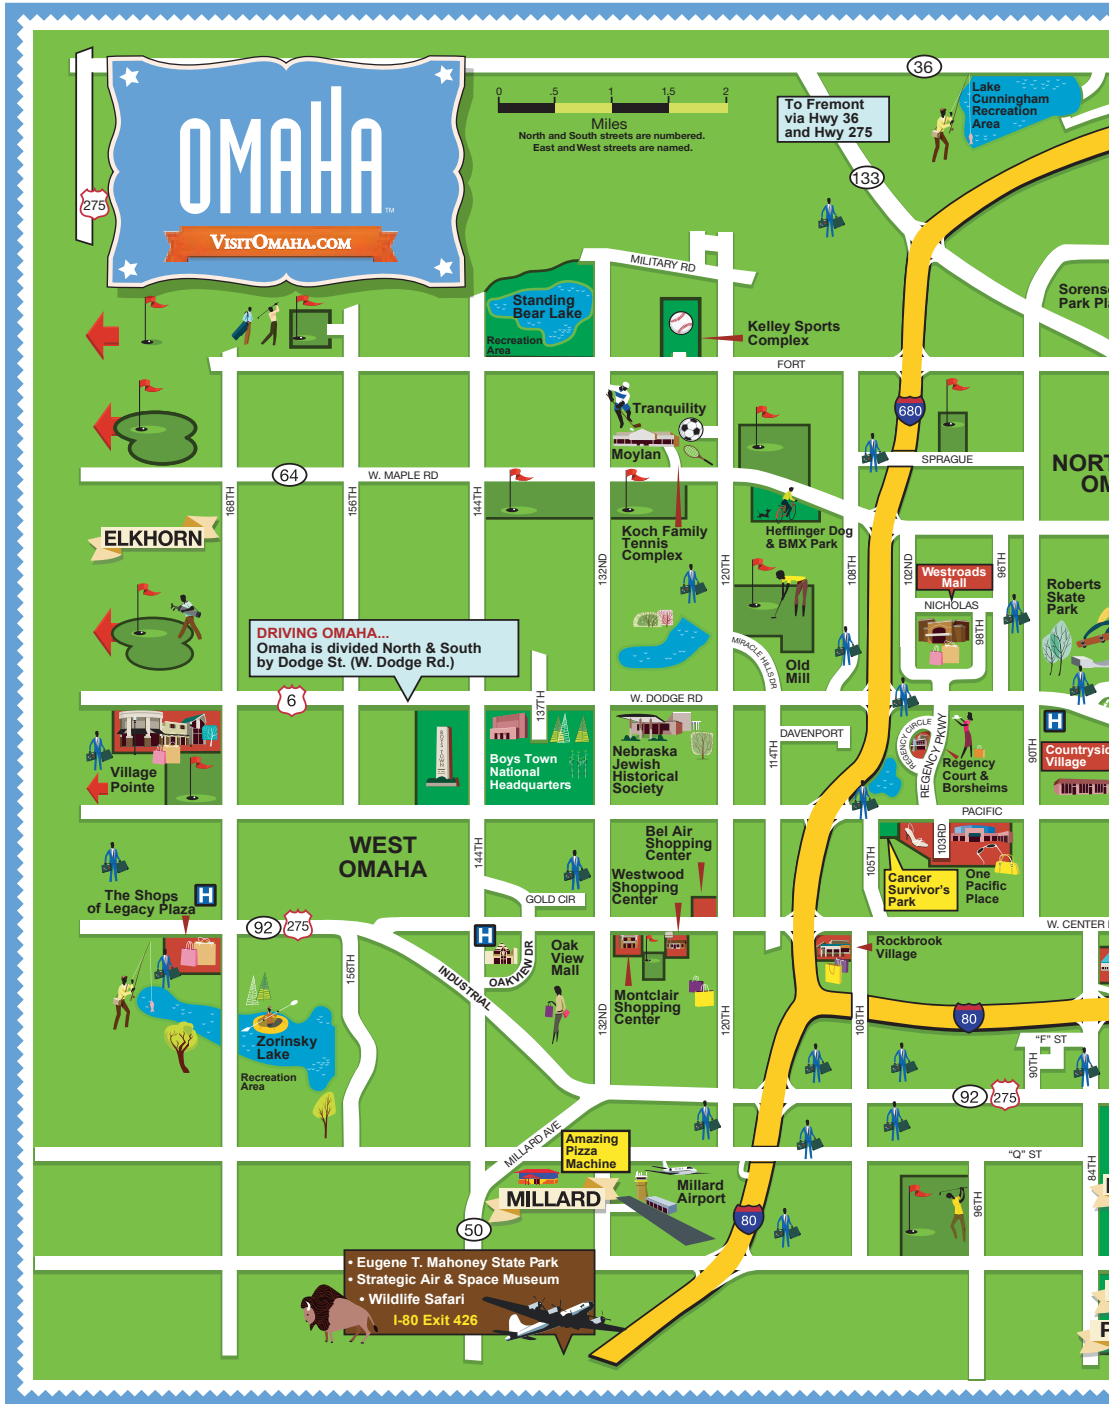 OMAHA
TM
VISITOMAHA.COM
0 .5 1 1.5 2
Miles
North and South streets are numbered.
East and West streets are named.
36
To Fremont
via Hwy 36
and Hwy 275
Lake
Cunningham
Recreation
Area
133
275
MILITARY RD
Standing
Bear Lake
Recreation
Area
Kelley Sports
Complex
FORT
680
Tranquility
Moylan
SPRAGUE
64
W. MAPLE RD
168TH
156TH
144TH
132ND
120TH
108TH
102ND
96TH
ELKHORN
Koch Family
Tennis
Complex
Hefflinger Dog
& BMX Park
Westroads
Mall
NICHOLAS
98TH
Roberts
Skate
Park
DRIVING OMAHA...
Omaha is divided North & South
by Dodge St. (W. Dodge Rd.)
MIRACLE HILLS DR
Old
Mill
6
137TH
W. DODGE RD
Village
Pointe
BOYS TOWN
Boys Town
National
Headquarters
Nebraska
Jewish
Historical
Society
114TH
DAVENPORT
REGENCY CIRCLE
REGENCY PKWY
Regency
Court &
Borsheims
H
90TH
Village
PACIFIC
WEST
OMAHA
144TH
Bel Air
Shopping
Center
Westwood
Shopping
Center
105TH
103RD
Cancer
Survivor's
Park
One
Pacific
Place
The Shops
of Legacy Plaza
H
GOLD CIR
92
275
W. CENTER
156TH
INDUSTRIAL
H
OAKVIEW DR
Oak
View
Mall
132ND
Montclair
Shopping
Center
120TH
Rockbrook
Village
108TH
80
Zorinsky
Lake
Recreation
Area
"F" ST
90TH
92
275
MILLARD AVE
Amazing
Pizza
Machine
"Q" ST
84TH
MILLARD
Millard
Airport
96TH
50
80
• Eugene T. Mahoney State Park
• Strategic Air & Space Museum
• Wildlife Safari
I-80 Exit 426